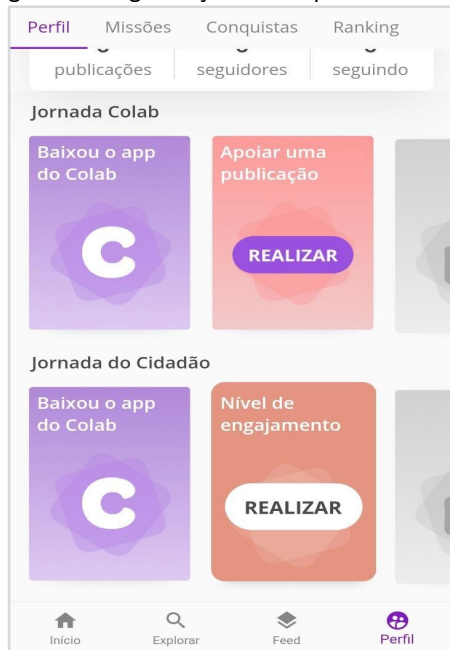 Perfil Missões Conquistas Ranking
publicações seguidores seguindo
Jornada Colab
Baixou o app
do Colab
C
Apoiar uma
publicação
REALIZAR
Jornada do Cidadão
Baixou o app
do Colab
C
Nível de
engajamento
REALIZAR
Início Explorar Feed Perfil